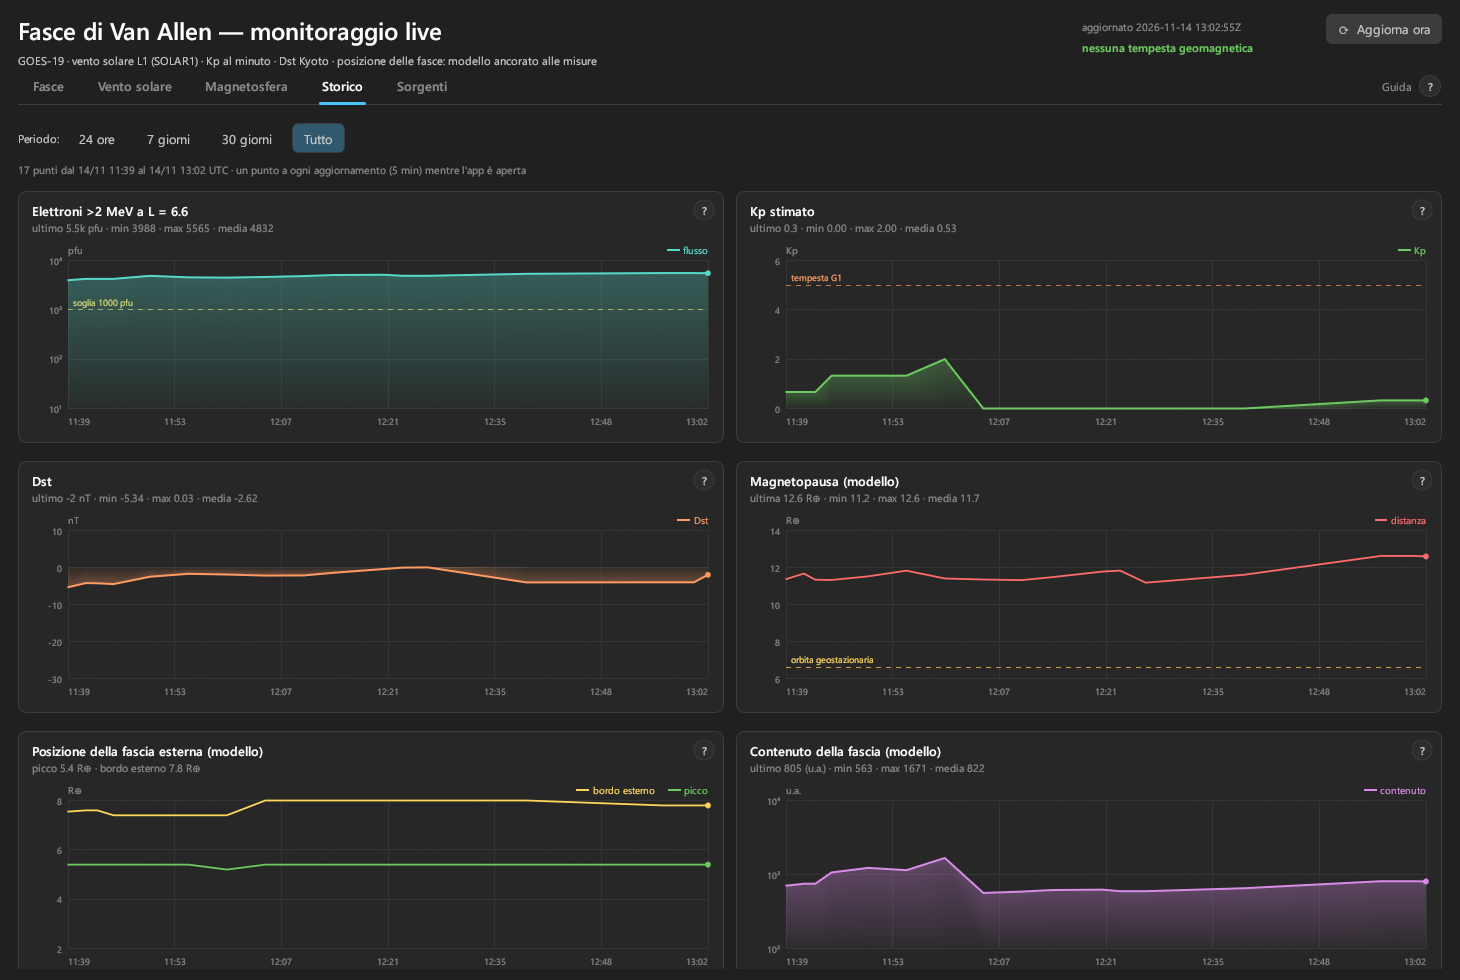 Fasce di Van Allen — monitoraggio live
aggiornato 2026-11-14 13:02:55Z
nessuna tempesta geomagnetica
⟳ Aggiorna ora
GOES-19 · vento solare L1 (SOLAR1) · Kp al minuto · Dst Kyoto · posizione delle fasce: modello ancorato alle misure
Fasce Vento solare Magnetosfera Storico Sorgenti Guida ?
Periodo: 24 ore 7 giorni 30 giorni Tutto
17 punti dal 14/11 11:39 al 14/11 13:02 UTC · un punto a ogni aggiornamento (5 min) mentre l'app è aperta
Elettroni >2 MeV a L = 6.6 ?
ultimo 5.5k pfu · min 3988 · max 5565 · media 4832
pfu flusso
10⁴
soglia 1000 pfu
10³
10²
10¹
11:39 11:53 12:07 12:21 12:35 12:48 13:02
Kp stimato ?
ultimo 0.3 · min 0.00 · max 2.00 · media 0.53
Kp Kp
6
tempesta G1
4
2
0
11:39 11:53 12:07 12:21 12:35 12:48 13:02
Dst ?
ultimo -2 nT · min -5.34 · max 0.03 · media -2.62
nT Dst
10
0
-10
-20
-30
11:39 11:53 12:07 12:21 12:35 12:48 13:02
Magnetopausa (modello) ?
ultima 12.6 R⊕ · min 11.2 · max 12.6 · media 11.7
R⊕ distanza
14
12
10
8
orbita geostazionaria
6
11:39 11:53 12:07 12:21 12:35 12:48 13:02
Posizione della fascia esterna (modello) ?
picco 5.4 R⊕ · bordo esterno 7.8 R⊕
R⊕ bordo esterno picco
8
6
4
2
11:39 11:53 12:07 12:21 12:35 12:48 13:02
Contenuto della fascia (modello) ?
ultimo 805 (u.a.) · min 563 · max 1671 · media 822
u.a. contenuto
10⁴
10³
10²
11:39 11:53 12:07 12:21 12:35 12:48 13:02